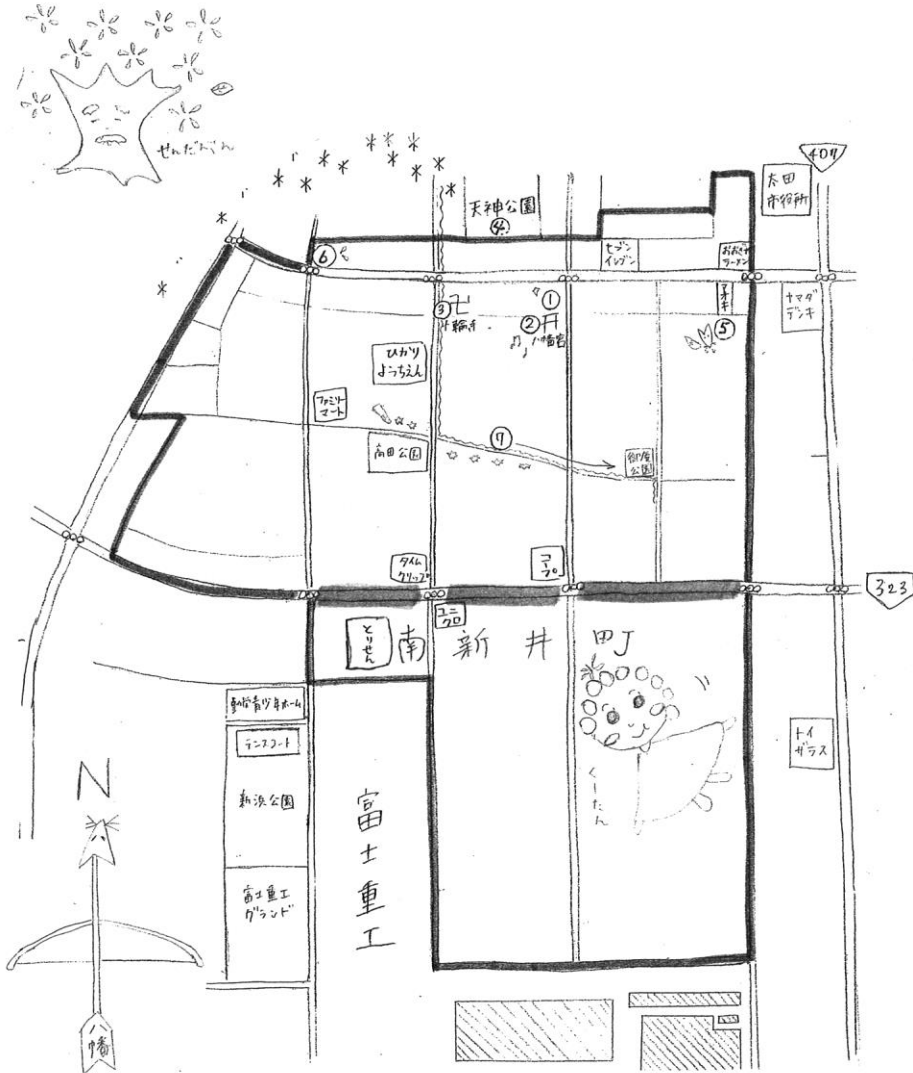 せんだんくん
407
太田
市役所
天神公園
④
⑥
セブン
イレブン
おおぎや
ラーメン
①
③
卍
②
八幡宮
アオキ
⑤
ヤマダ
デンキ
ひかり
ようちえん
ファミリー
マート
高田公園
⑦
公園
タイム
クリップ
コープ
323
ユニ
クロ
とりせん
南新井町
くーたん
勤労青少年ホーム
テニスコート
トイ
ザラス
N
新浜公園
富士重工
富士重工
グランド
八幡